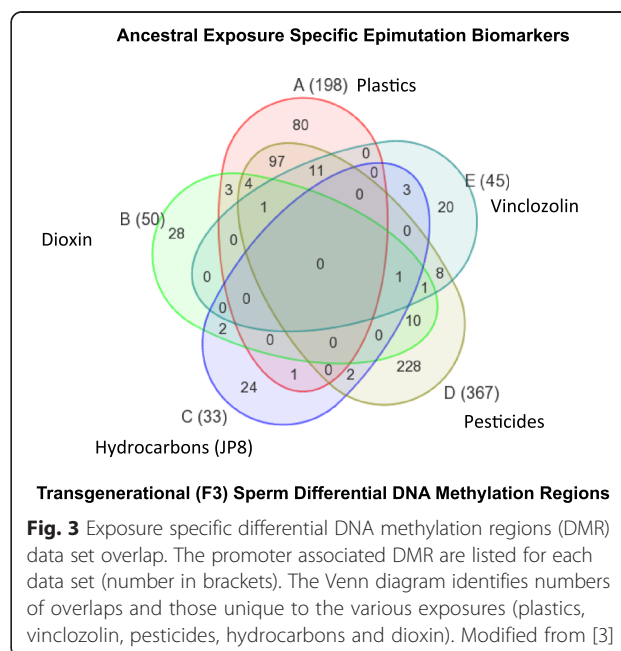 Ancestral Exposure Specific Epimutation Biomarkers
A (198) Plastics
80
0
97
11
0
3
E (45)
3
4
0
20
Vinclozolin
1
B (50)
28
Dioxin
0
0
0
0
0
1
8
1
0
0
2
10
0
0
0
1
0
2
228
24
D (367)
C (33)
Pesticides
Hydrocarbons (JP8)
Transgenerational (F3) Sperm Differential DNA Methylation Regions
Fig. 3 Exposure specific differential DNA methylation regions (DMR)
data set overlap. The promoter associated DMR are listed for each
data set (number in brackets). The Venn diagram identifies numbers
of overlaps and those unique to the various exposures (plastics,
vinclozolin, pesticides, hydrocarbons and dioxin). Modified from [3]